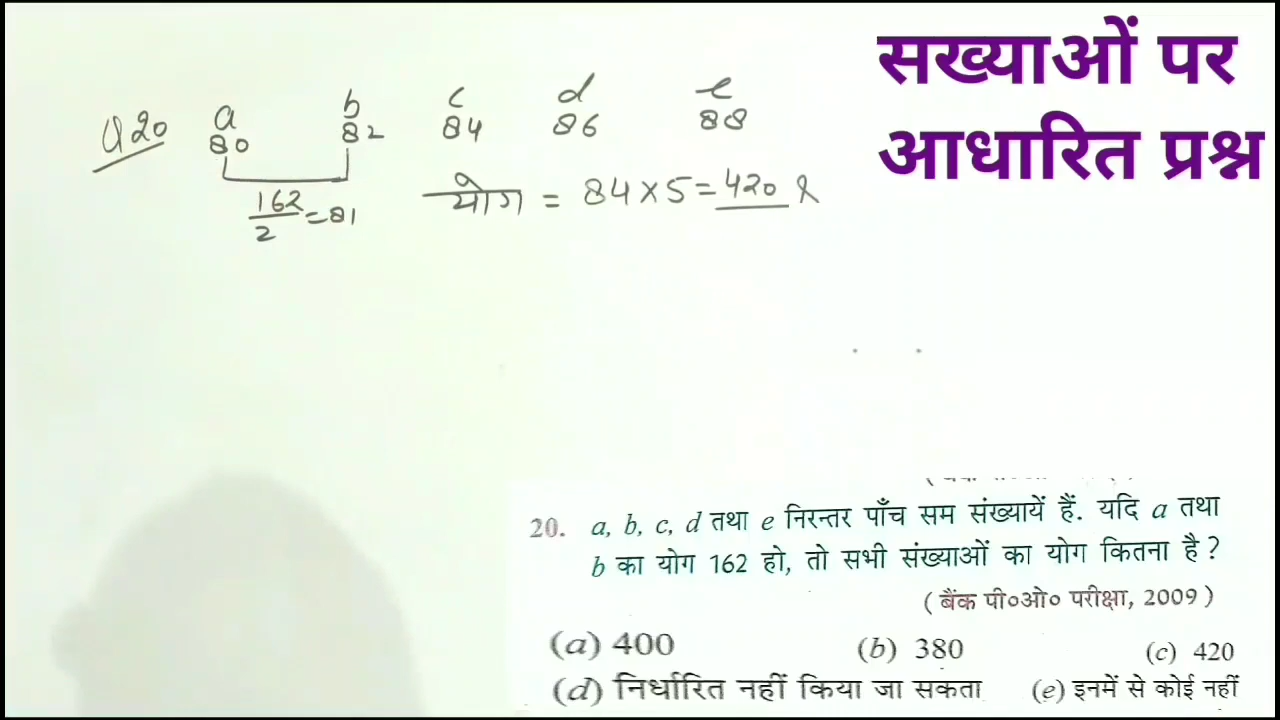 सख्याओं पर
आधारित प्रश्न
Q20 a b c d e
80 82 84 86 88
162/2 = 81
योग = 84 × 5 = 420
20. a, b, c, d तथा e निरन्तर पाँच सम संख्यायें हैं. यदि a तथा
b का योग 162 हो, तो सभी संख्याओं का योग कितना है ?
( बैंक पी०ओ० परीक्षा, 2009 )
(a) 400 (b) 380 (c) 420
(d) निर्धारित नहीं किया जा सकता (e) इनमें से कोई नहीं